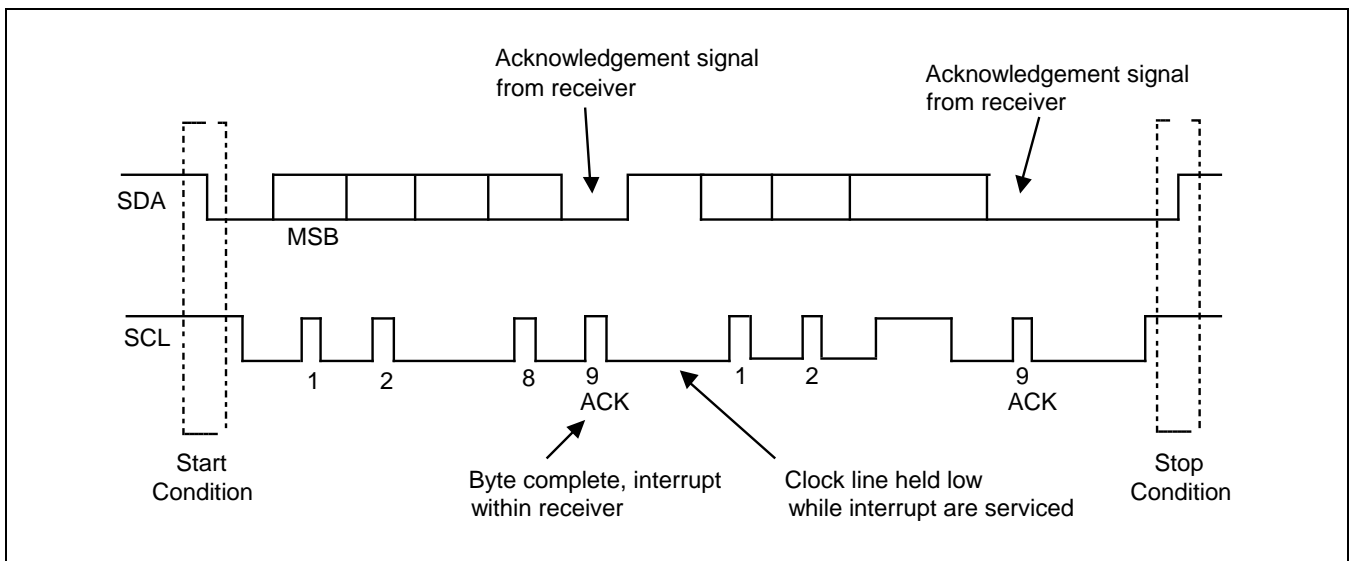 Acknowledgement signal
from receiver
Acknowledgement signal
from receiver
SDA
MSB
SCL
1
2
8
9
1
2
9
ACK
ACK
Start
Condition
Byte complete, interrupt
within receiver
Clock line held low
while interrupt are serviced
Stop
Condition